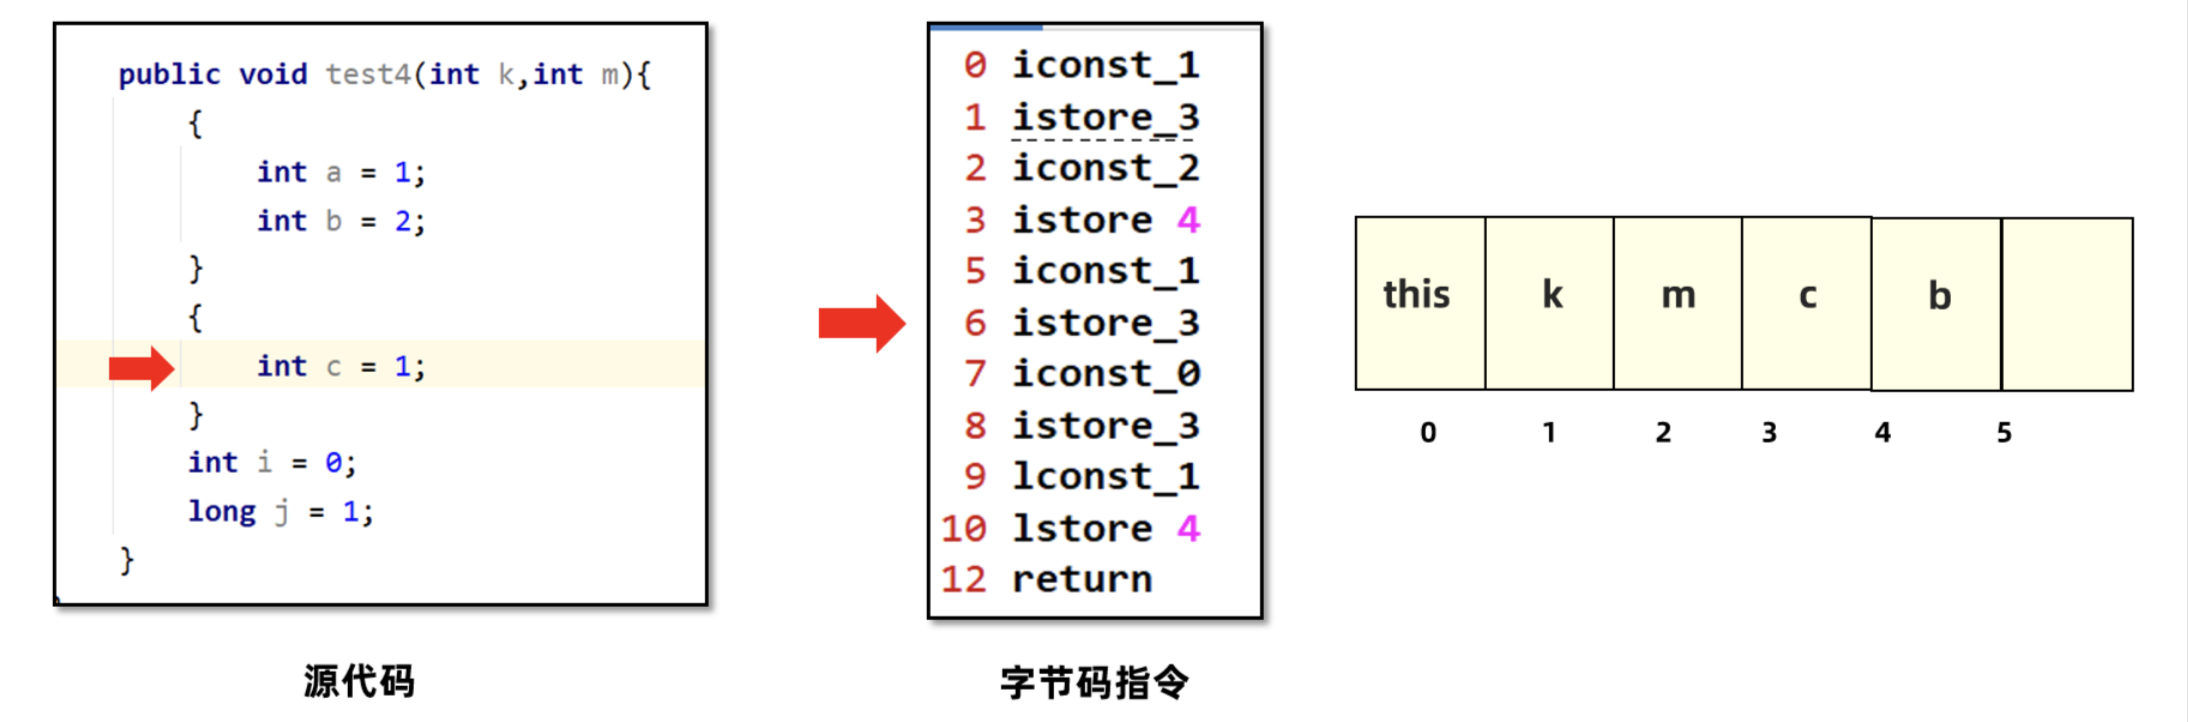 public void test4(int k,int m){
{
int a = 1;
int b = 2;
}
{
int c = 1;
}
int i = 0;
long j = 1;
}
源代码
0 iconst_1
1 istore_3
2 iconst_2
3 istore 4
5 iconst_1
6 istore_3
7 iconst_0
8 istore_3
9 lconst_1
10 lstore 4
12 return
字节码指令
this k m c b
0 1 2 3 4 5